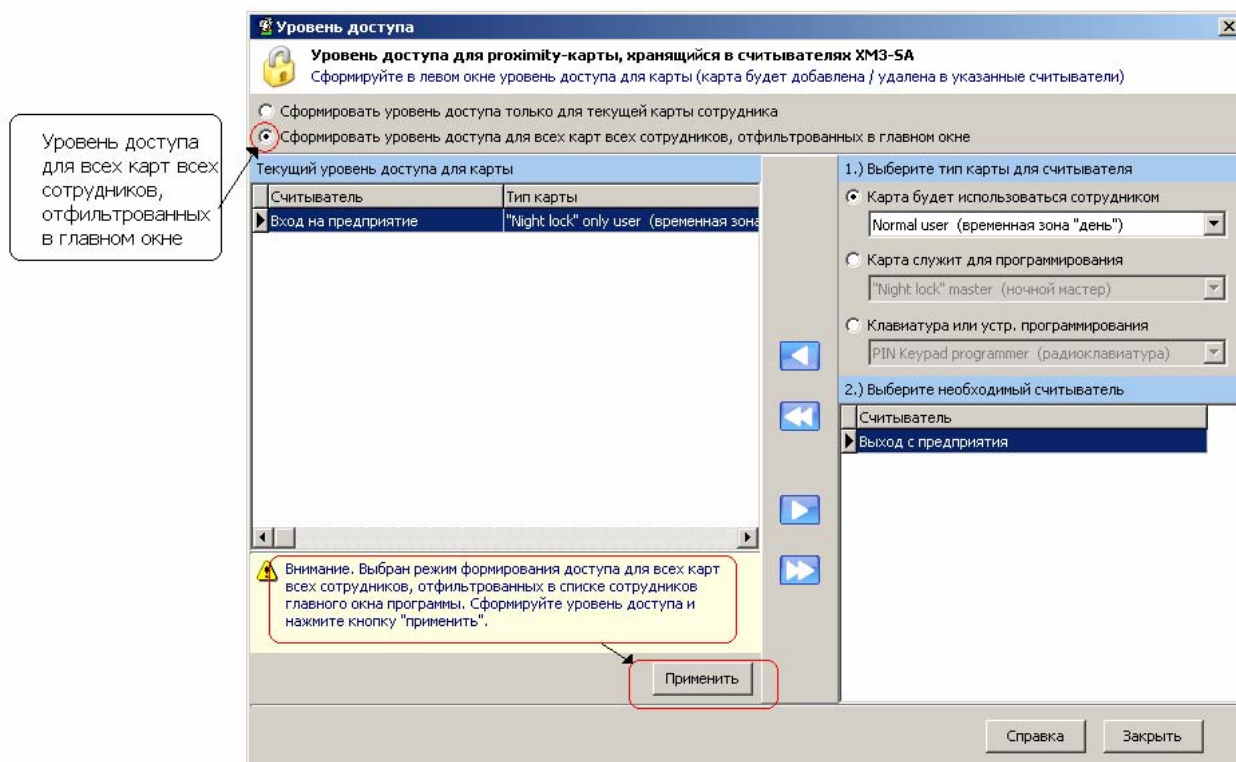 Уровень доступа
Уровень доступа для proximity-карты, хранящийся в считывателях XM3-SA
Сформируйте в левом окне уровень доступа для карты (карта будет добавлена / удалена в указанные считыватели)
Сформировать уровень доступа только для текущей карты сотрудника
Сформировать уровень доступа для всех карт всех сотрудников, отфильтрованных в главном окне
Уровень доступа
для всех карт всех
сотрудников,
отфильтрованных
в главном окне
Текущий уровень доступа для карты
Считыватель Тип карты
Вход на предприятие "Night lock" only user (временная зона
Внимание. Выбран режим формирования доступа для всех карт
всех сотрудников, отфильтрованных в списке сотрудников
главного окна программы. Сформируйте уровень доступа и
нажмите кнопку "применить".
Применить
1.) Выберите тип карты для считывателя
Карта будет использоваться сотрудником
Normal user (временная зона "день")
Карта служит для программирования
"Night lock" master (ночной мастер)
Клавиатура или устр. программирования
PIN Keypad programmer (радиоклавиатура)
2.) Выберите необходимый считыватель
Считыватель
Выход с предприятия
Справка
Закрыть